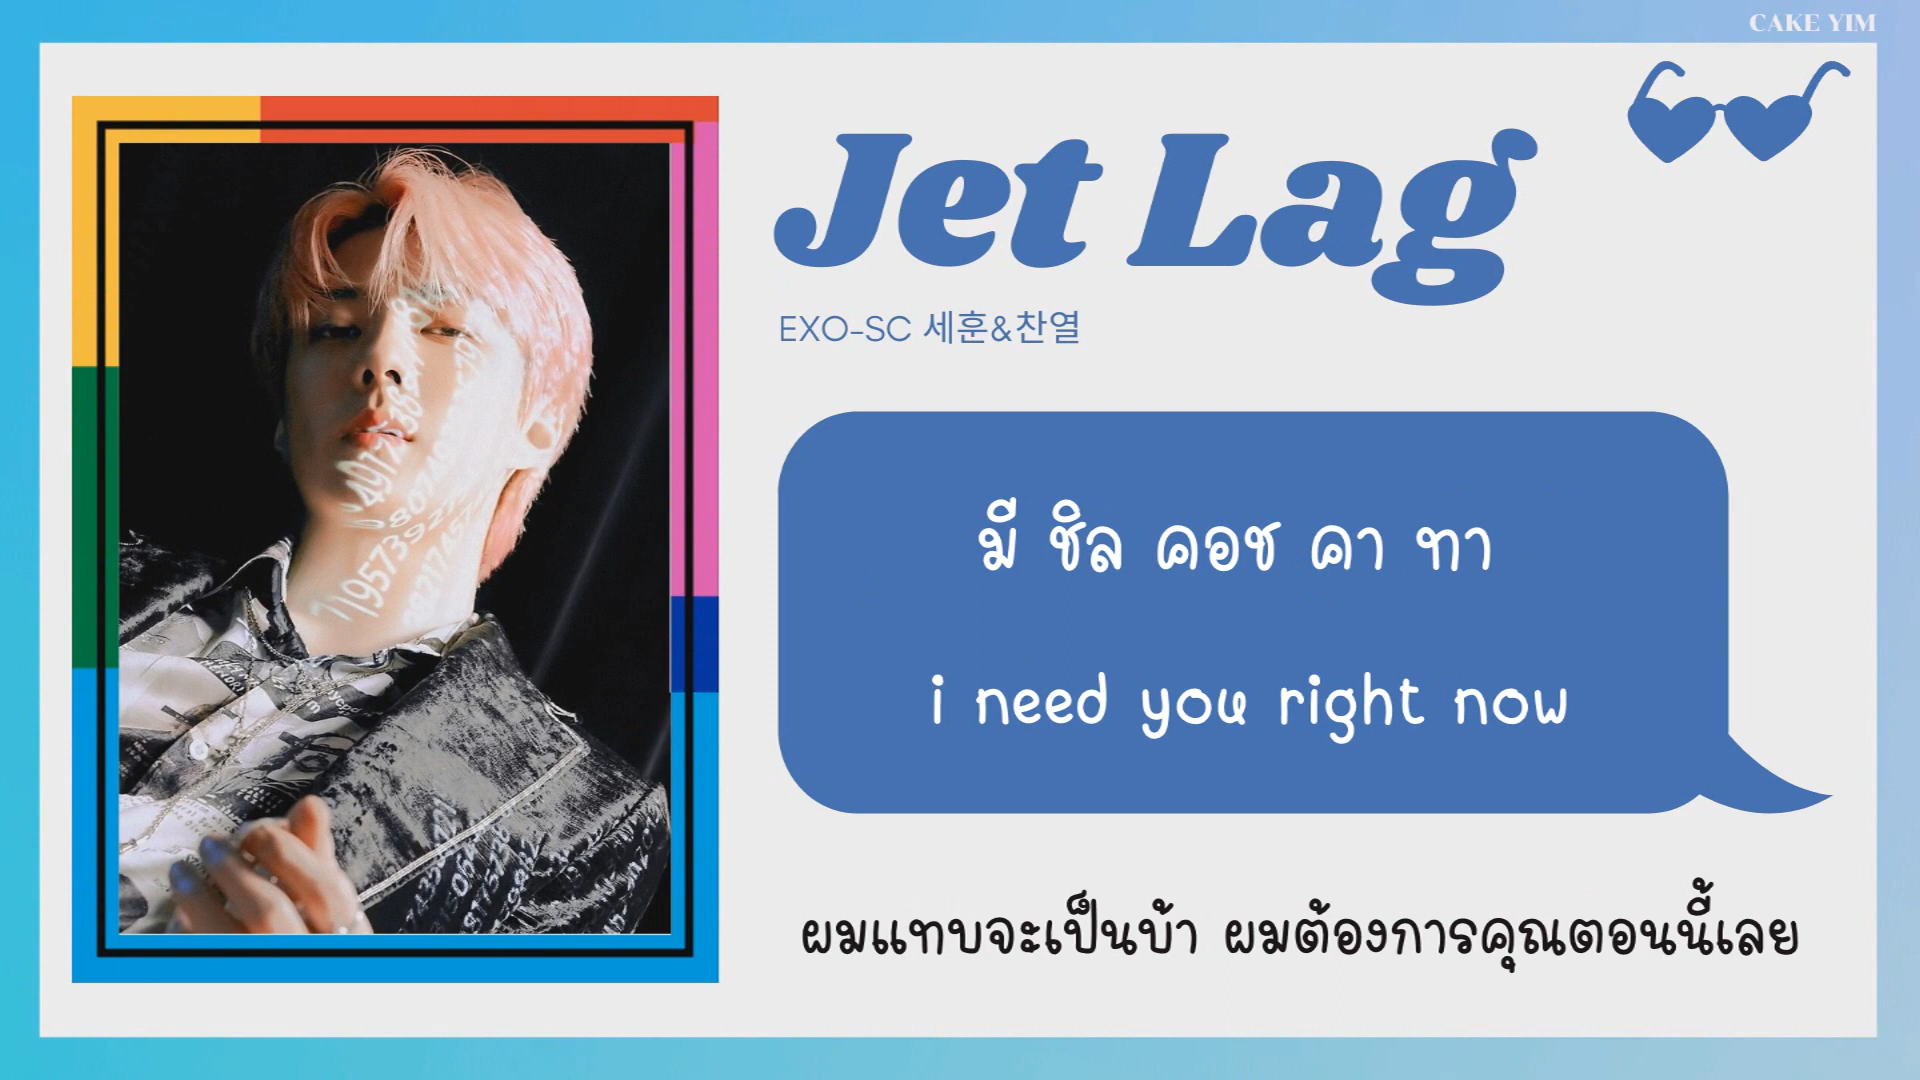 CAKE YIM
Jet Lag
EXO-SC 세훈&찬열
มี ชิล คอช คา ทา
i need you right now
ผมแทบจะเป็นบ้า ผมต้องการคุณตอนนี้เลย